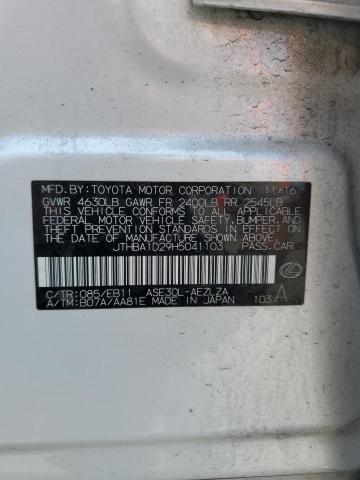 MFD.BY:TOYOTA MOTOR CORPORATION 11/16
GVWR 4630LB GAWR FR 2400LB RR 2545LB
THIS VEHICLE CONFORMS TO ALL APPLICABLE
FEDERAL MOTOR VEHICLE SAFETY,BUMPER,AND
THEFT PREVENTION STANDARDS IN EFFECT ON
THE DATE OF MANUFACTURE SHOWN ABOVE.
JTHBA1D29H5041103 PASS.CAR
C/TR:085/EB11 ASE30L-AEZLZA
A/TM:B07A/AA81E MADE IN JAPAN 103 A